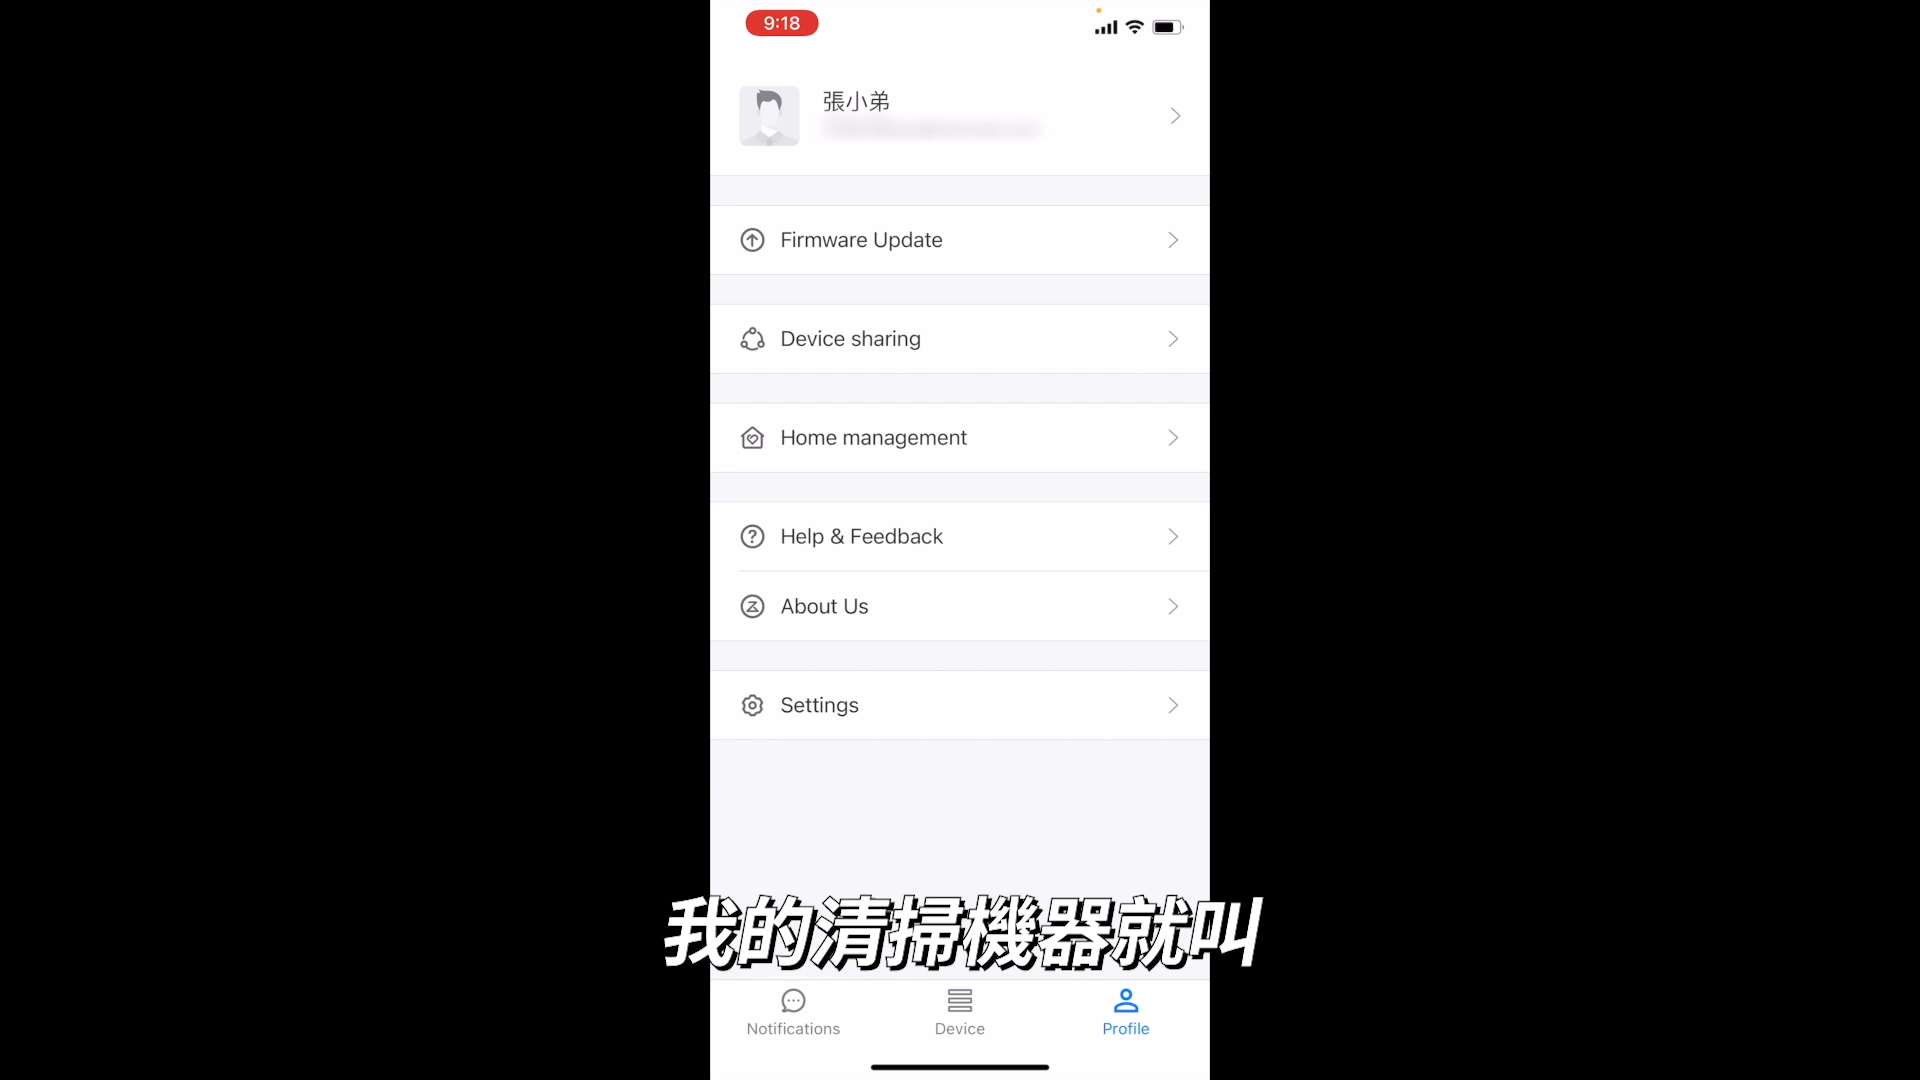 9:18
張小弟
Firmware Update
Device sharing
Home management
Help & Feedback
About Us
Settings
我的清掃機器就叫
Notifications
Device
Profile